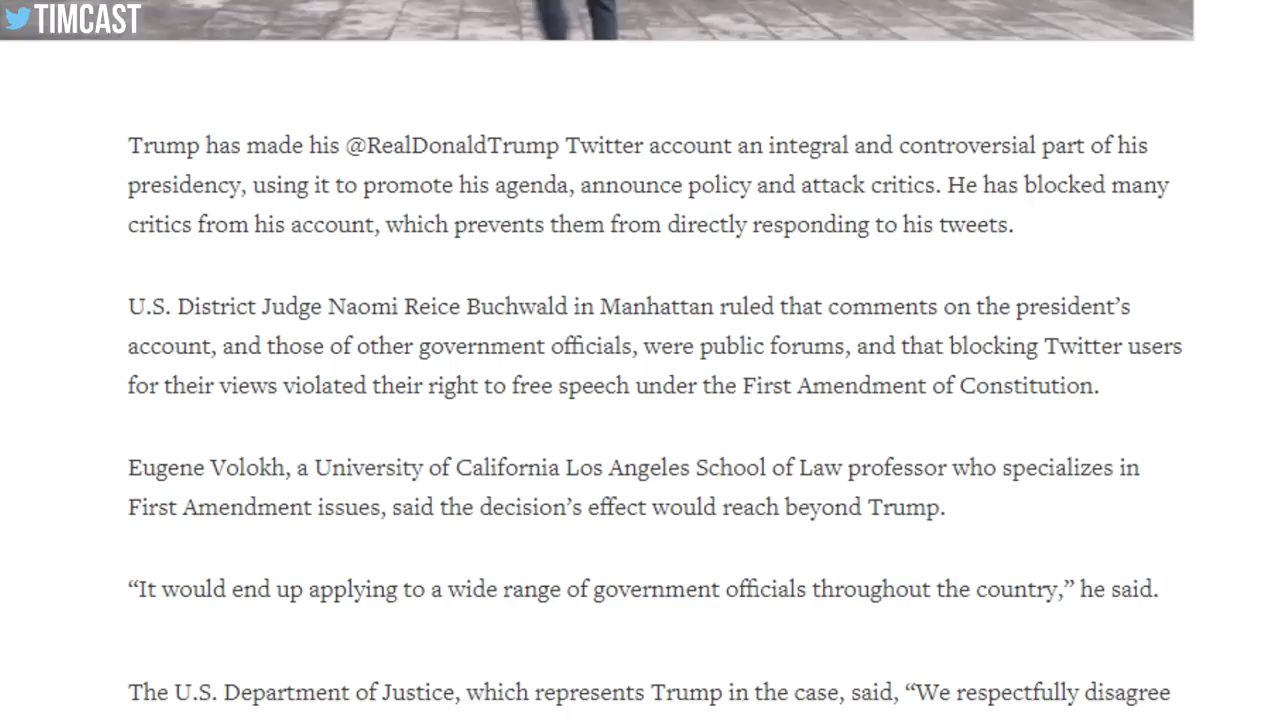 TIMCAST
Trump has made his @RealDonaldTrump Twitter account an integral and controversial part of his
presidency, using it to promote his agenda, announce policy and attack critics. He has blocked many
critics from his account, which prevents them from directly responding to his tweets.
U.S. District Judge Naomi Reice Buchwald in Manhattan ruled that comments on the president’s
account, and those of other government officials, were public forums, and that blocking Twitter users
for their views violated their right to free speech under the First Amendment of Constitution.
Eugene Volokh, a University of California Los Angeles School of Law professor who specializes in
First Amendment issues, said the decision’s effect would reach beyond Trump.
“It would end up applying to a wide range of government officials throughout the country,” he said.
The U.S. Department of Justice, which represents Trump in the case, said, “We respectfully disagree